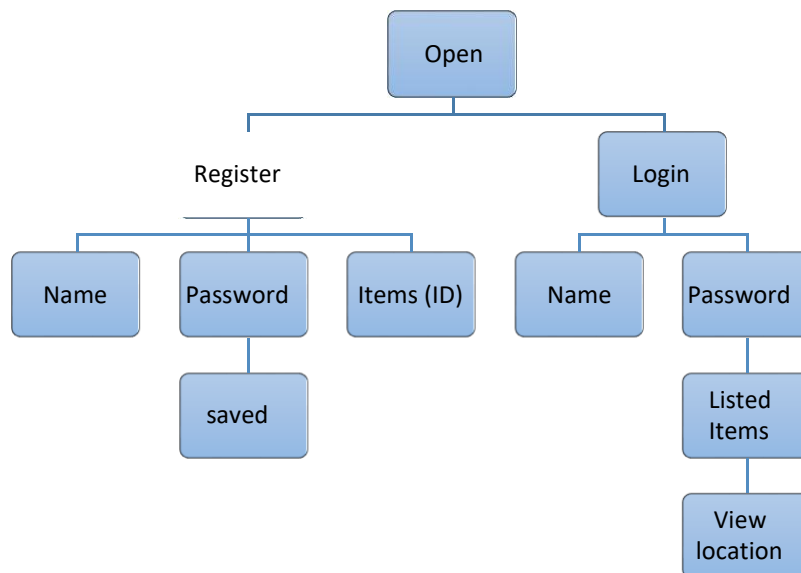 Open
Register
Login
Name
Password
Items (ID)
Name
Password
saved
Listed
Items
View
location